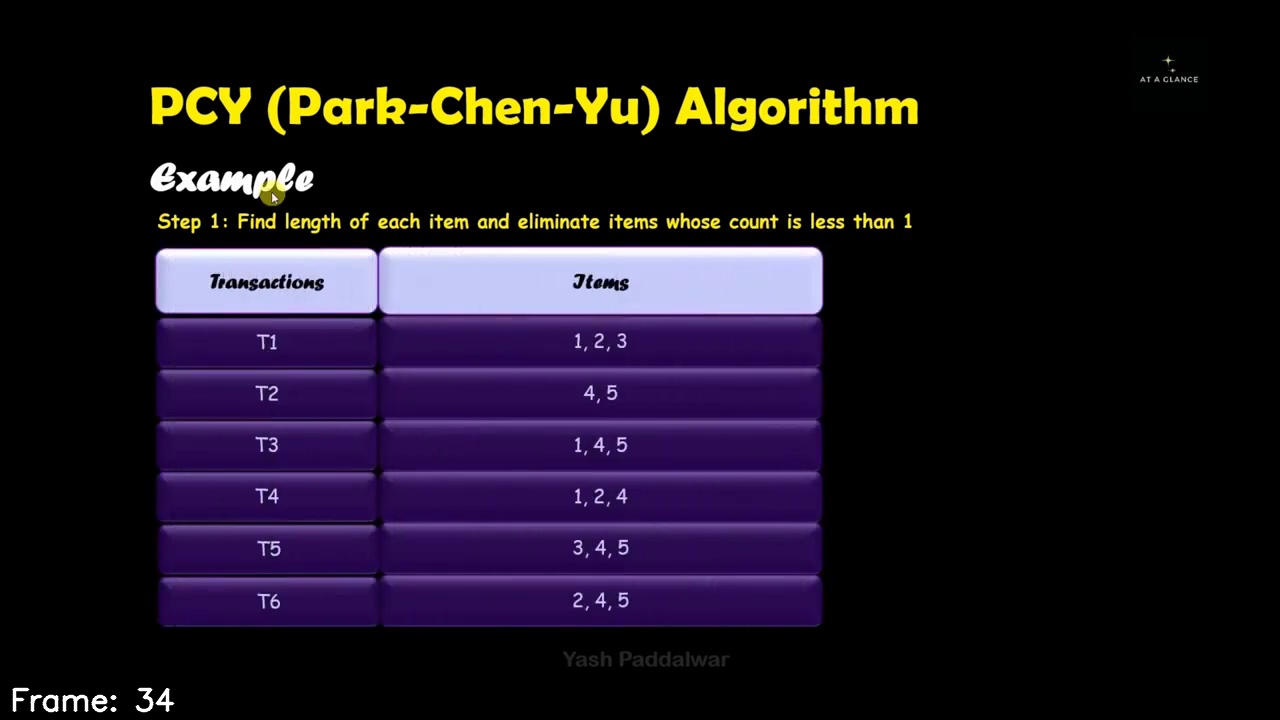 AT A GLANCE
PCY (Park-Chen-Yu) Algorithm
Example
Step 1: Find length of each item and eliminate items whose count is less than 1
Transactions Items
T1 1, 2, 3
T2 4, 5
T3 1, 4, 5
T4 1, 2, 4
T5 3, 4, 5
T6 2, 4, 5
Yash Paddalwar
Frame: 34